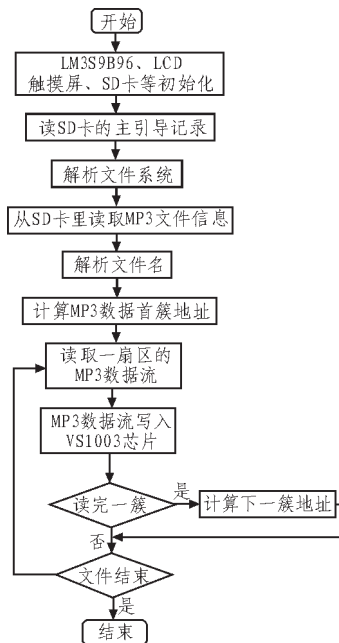 开始
LM3S9B96、LCD
触摸屏、SD卡等初始化
读SD卡的主引导记录
解析文件系统
从SD卡里读取MP3文件信息
解析文件名
计算MP3数据首簇地址
读取一扇区的
MP3数据流
MP3数据流写入
VS1003芯片
读完一簇
是
计算下一簇地址
否
文件结束
是
结束